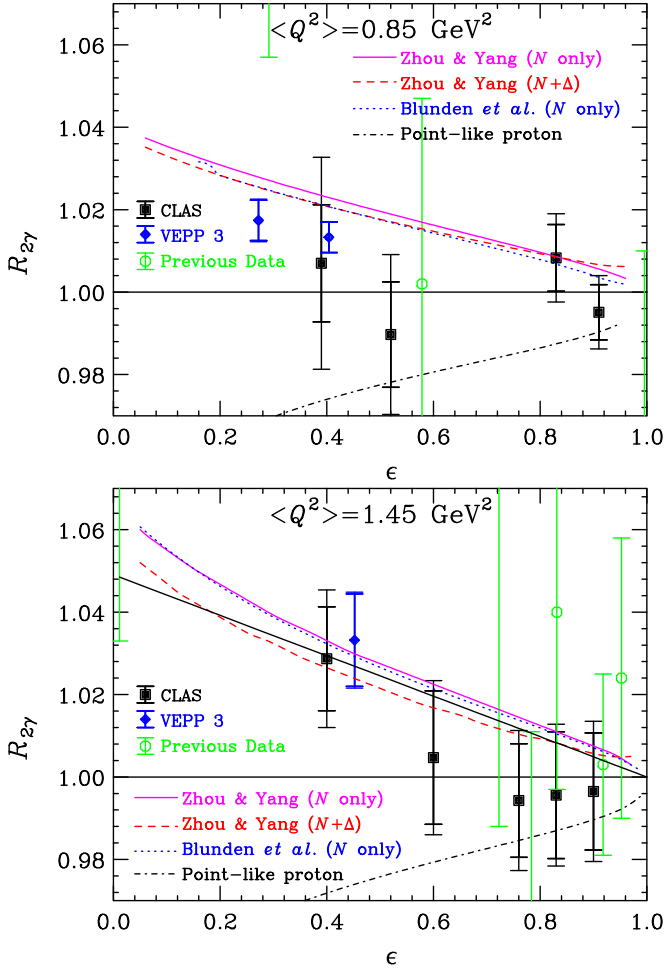 <Q²>=0.85 GeV²
Zhou & Yang (N only)
Zhou & Yang (N+Δ)
Blunden et al. (N only)
Point-like proton
CLAS
VEPP 3
Previous Data
R₂γ
1.06
1.04
1.02
1.00
0.98
0.0 0.2 0.4 0.6 0.8 1.0
ϵ
<Q²>=1.45 GeV²
CLAS
VEPP 3
Previous Data
Zhou & Yang (N only)
Zhou & Yang (N+Δ)
Blunden et al. (N only)
Point-like proton
R₂γ
1.06
1.04
1.02
1.00
0.98
0.0 0.2 0.4 0.6 0.8 1.0
ϵ